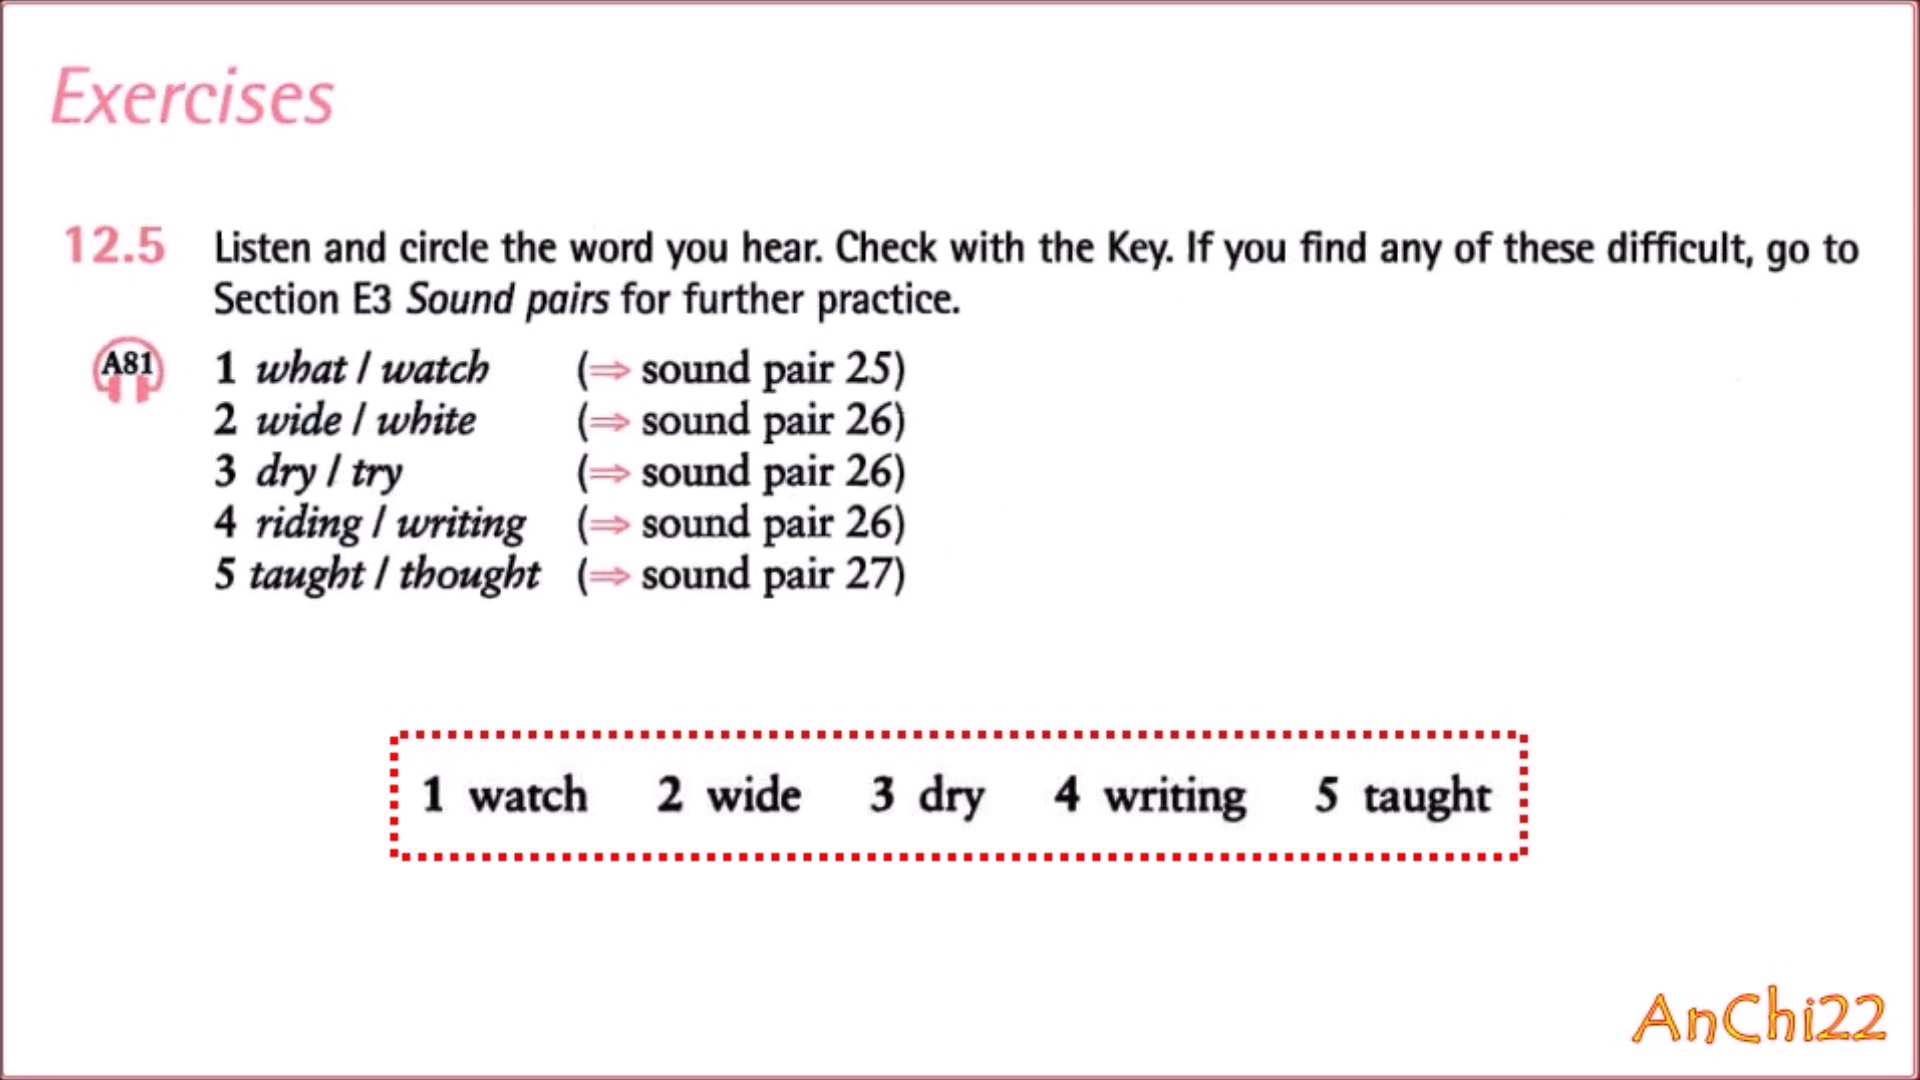 Exercises
12.5 Listen and circle the word you hear. Check with the Key. If you find any of these difficult, go to
Section E3 Sound pairs for further practice.
A81 1 what / watch (⇒ sound pair 25)
2 wide / white (⇒ sound pair 26)
3 dry / try (⇒ sound pair 26)
4 riding / writing (⇒ sound pair 26)
5 taught / thought (⇒ sound pair 27)
1 watch 2 wide 3 dry 4 writing 5 taught
AnChi22